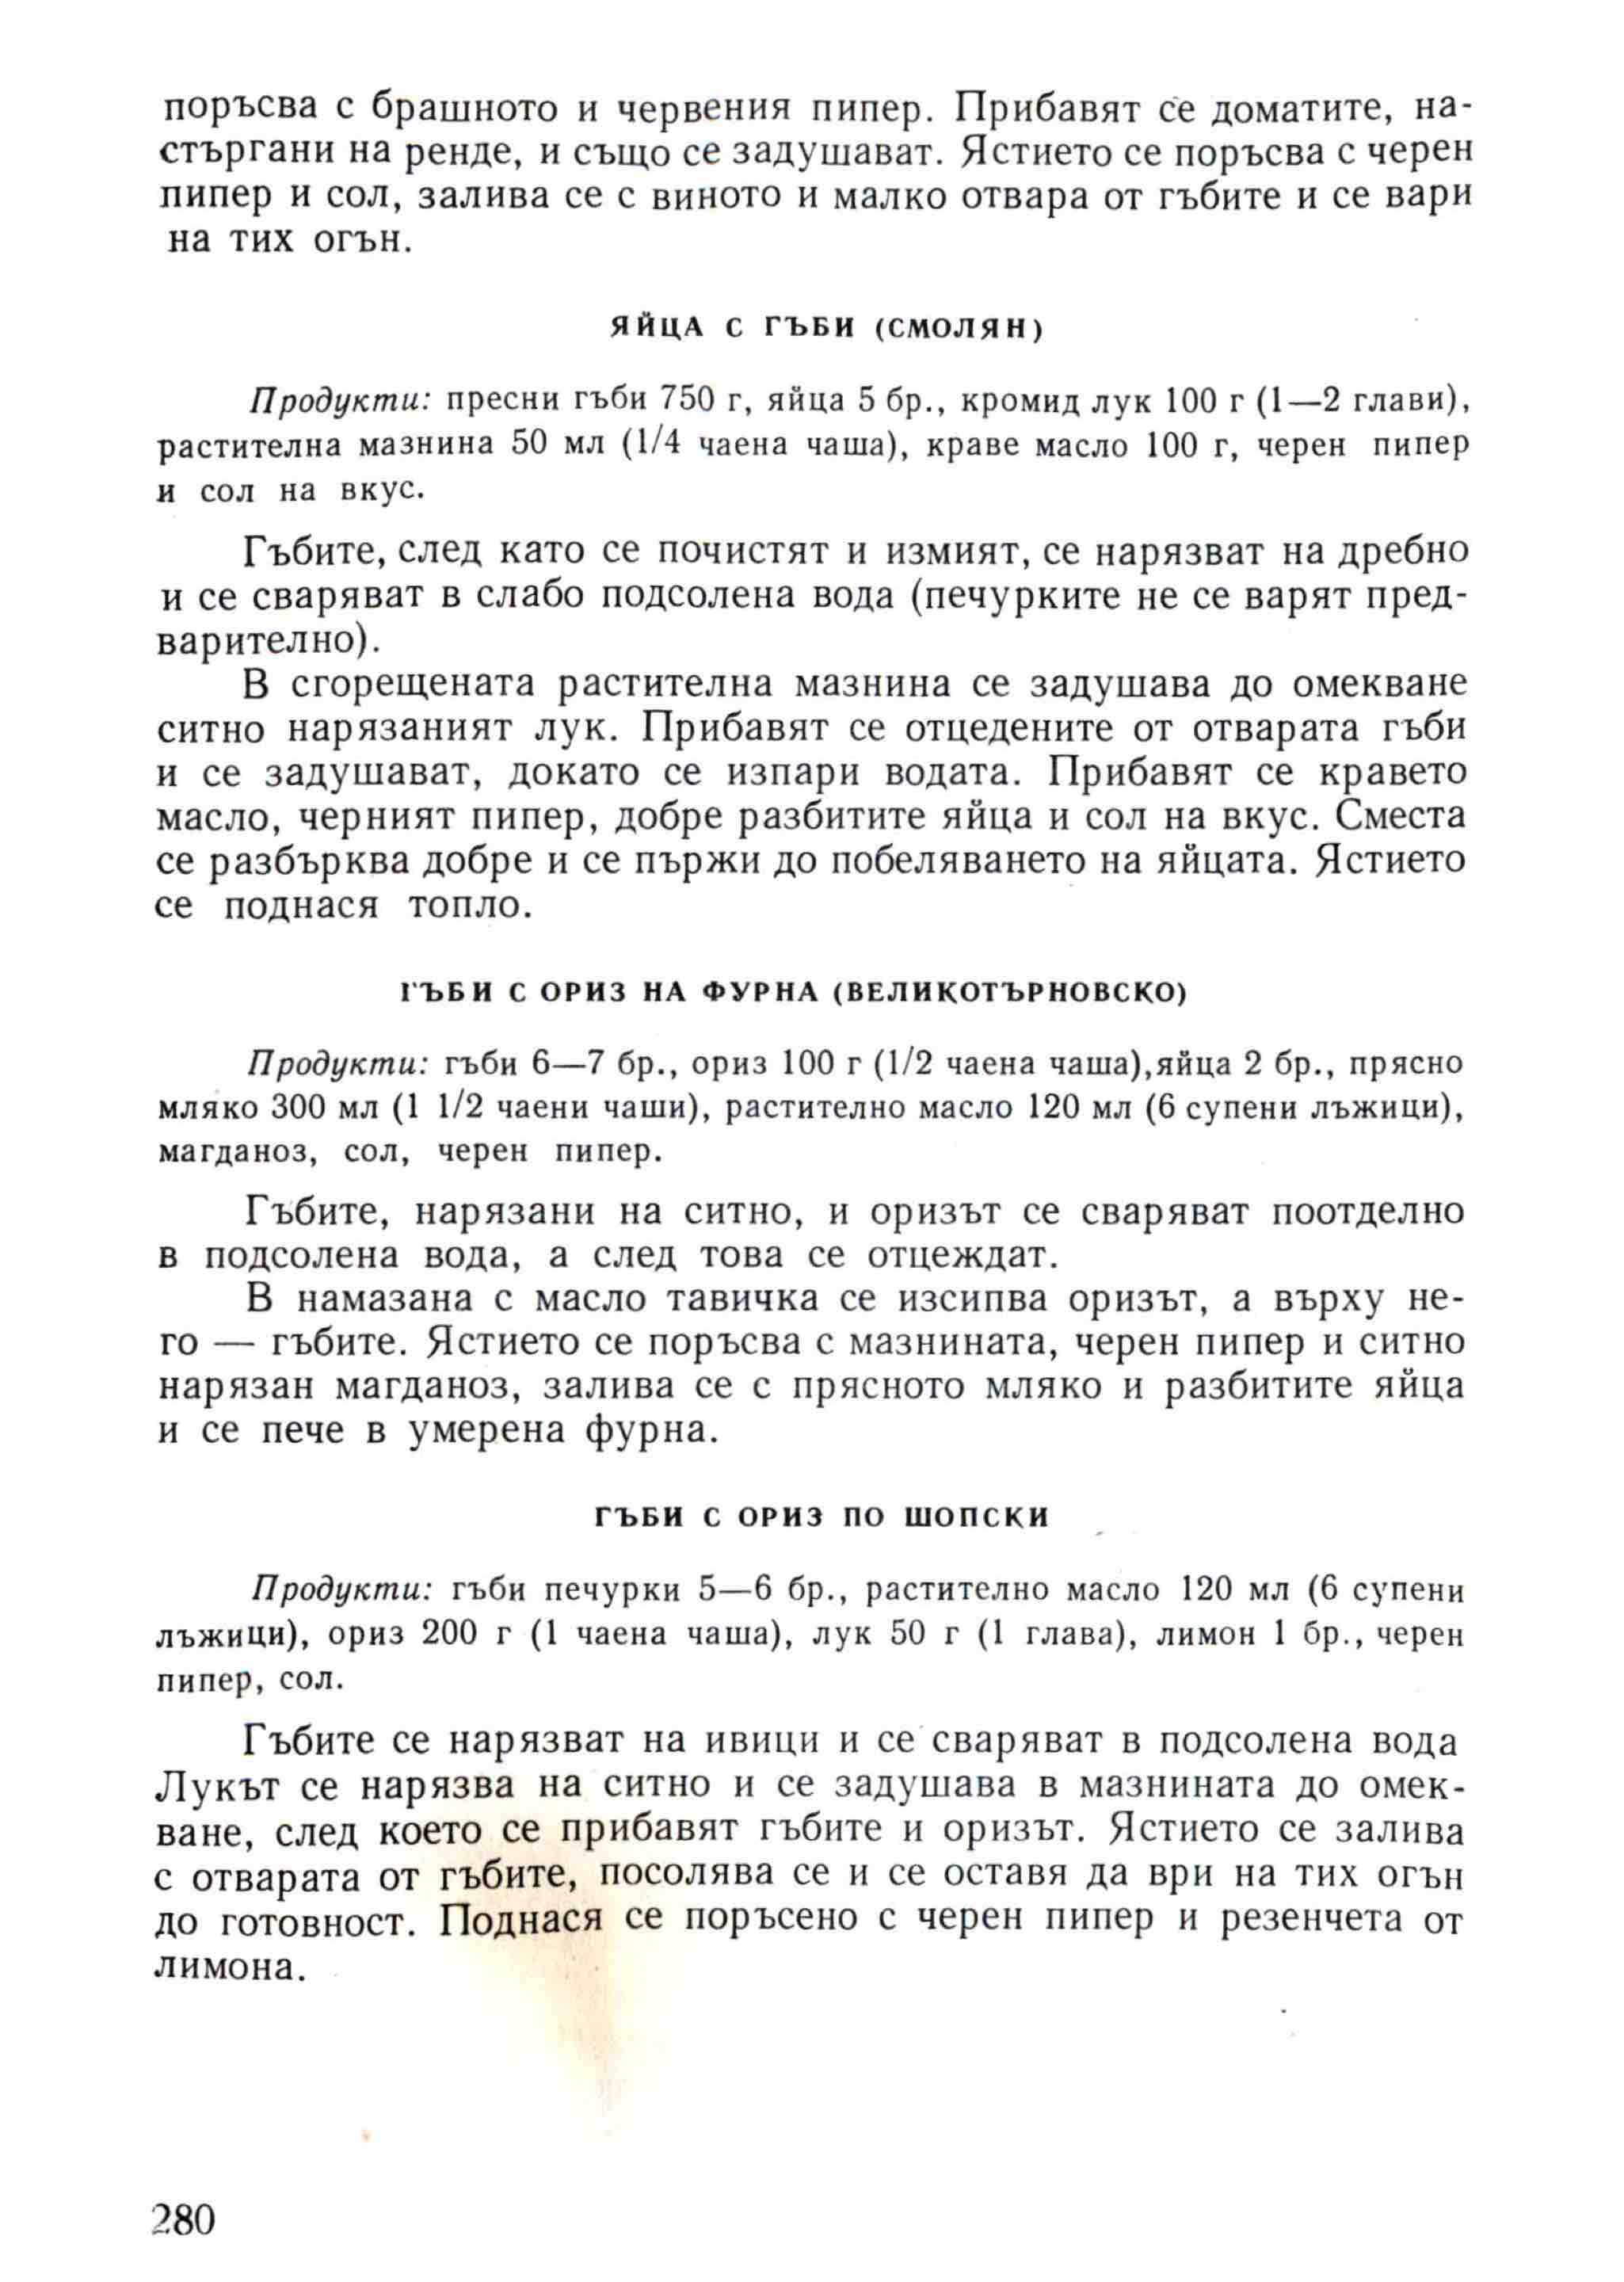 поръсва с брашното и червения пипер. Прибавят се доматите, на-
стъргани на ренде, и също се задушават. Ястието се поръсва с черен
пипер и сол, залива се с виното и малко отвара от гъбите и се вари
на тих огън.
ЯЙЦА С ГЪБИ (СМОЛЯН)
Продукти: пресни гъби 750 г, яйца 5 бр., кромид лук 100 г (1—2 глави),
растителна мазнина 50 мл (1/4 чаена чаша), краве масло 100 г, черен пипер
и сол на вкус.
Гъбите, след като се почистят и измият, се нарязват на дребно
и се сваряват в слабо подсолена вода (печурките не се варят пред-
варително).
В сгорещената растителна мазнина се задушава до омекване
ситно нарязаният лук. Прибавят се отцедените от отварата гъби
и се задушават, докато се изпари водата. Прибавят се кравето
масло, черният пипер, добре разбитите яйца и сол на вкус. Сместа
се разбърква добре и се пържи до побеляването на яйцата. Ястието
се поднася топло.
ГЪБИ С ОРИЗ НА ФУРНА (ВЕЛИКОТЪРНОВСКО)
Продукти: гъби 6—7 бр., ориз 100 г (1/2 чаена чаша),яйца 2 бр., прясно
мляко 300 мл (1 1/2 чаени чаши), растително масло 120 мл (6 супени лъжици),
магданоз, сол, черен пипер.
Гъбите, нарязани на ситно, и оризът се сваряват поотделно
в подсолена вода, а след това се отцеждат.
В намазана с масло тавичка се изсипва оризът, а върху не-
го — гъбите. Ястието се поръсва с мазнината, черен пипер и ситно
нарязан магданоз, залива се с прясното мляко и разбитите яйца
и се пече в умерена фурна.
ГЪБИ С ОРИЗ ПО ШОПСКИ
Продукти: гъби печурки 5—6 бр., растително масло 120 мл (6 супени
лъжици), ориз 200 г (1 чаена чаша), лук 50 г (1 глава), лимон 1 бр., черен
пипер, сол.
Гъбите се нарязват на ивици и се сваряват в подсолена вода
Лукът се нарязва на ситно и се задушава в мазнината до омек-
ване, след което се прибавят гъбите и оризът. Ястието се залива
с отварата от гъбите, посолява се и се оставя да ври на тих огън
до готовност. Поднася се поръсено с черен пипер и резенчета от
лимона.
280